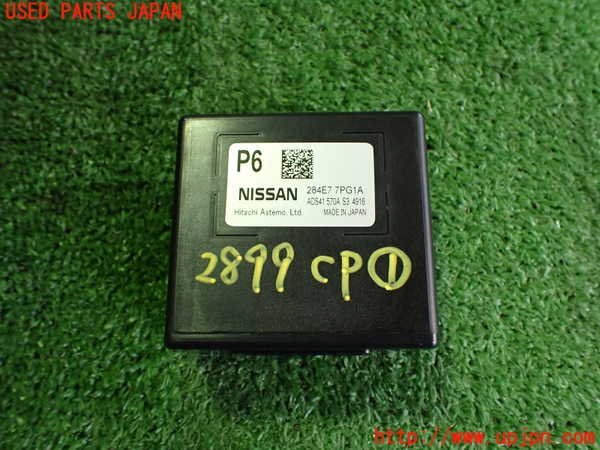 USED PARTS JAPAN
P6
NISSAN
284E7 7PG1A
ADS41 570A S3 4916
Hitachi Astemo, Ltd.
MADE IN JAPAN
2899 CP①
http://www.upjpn.com